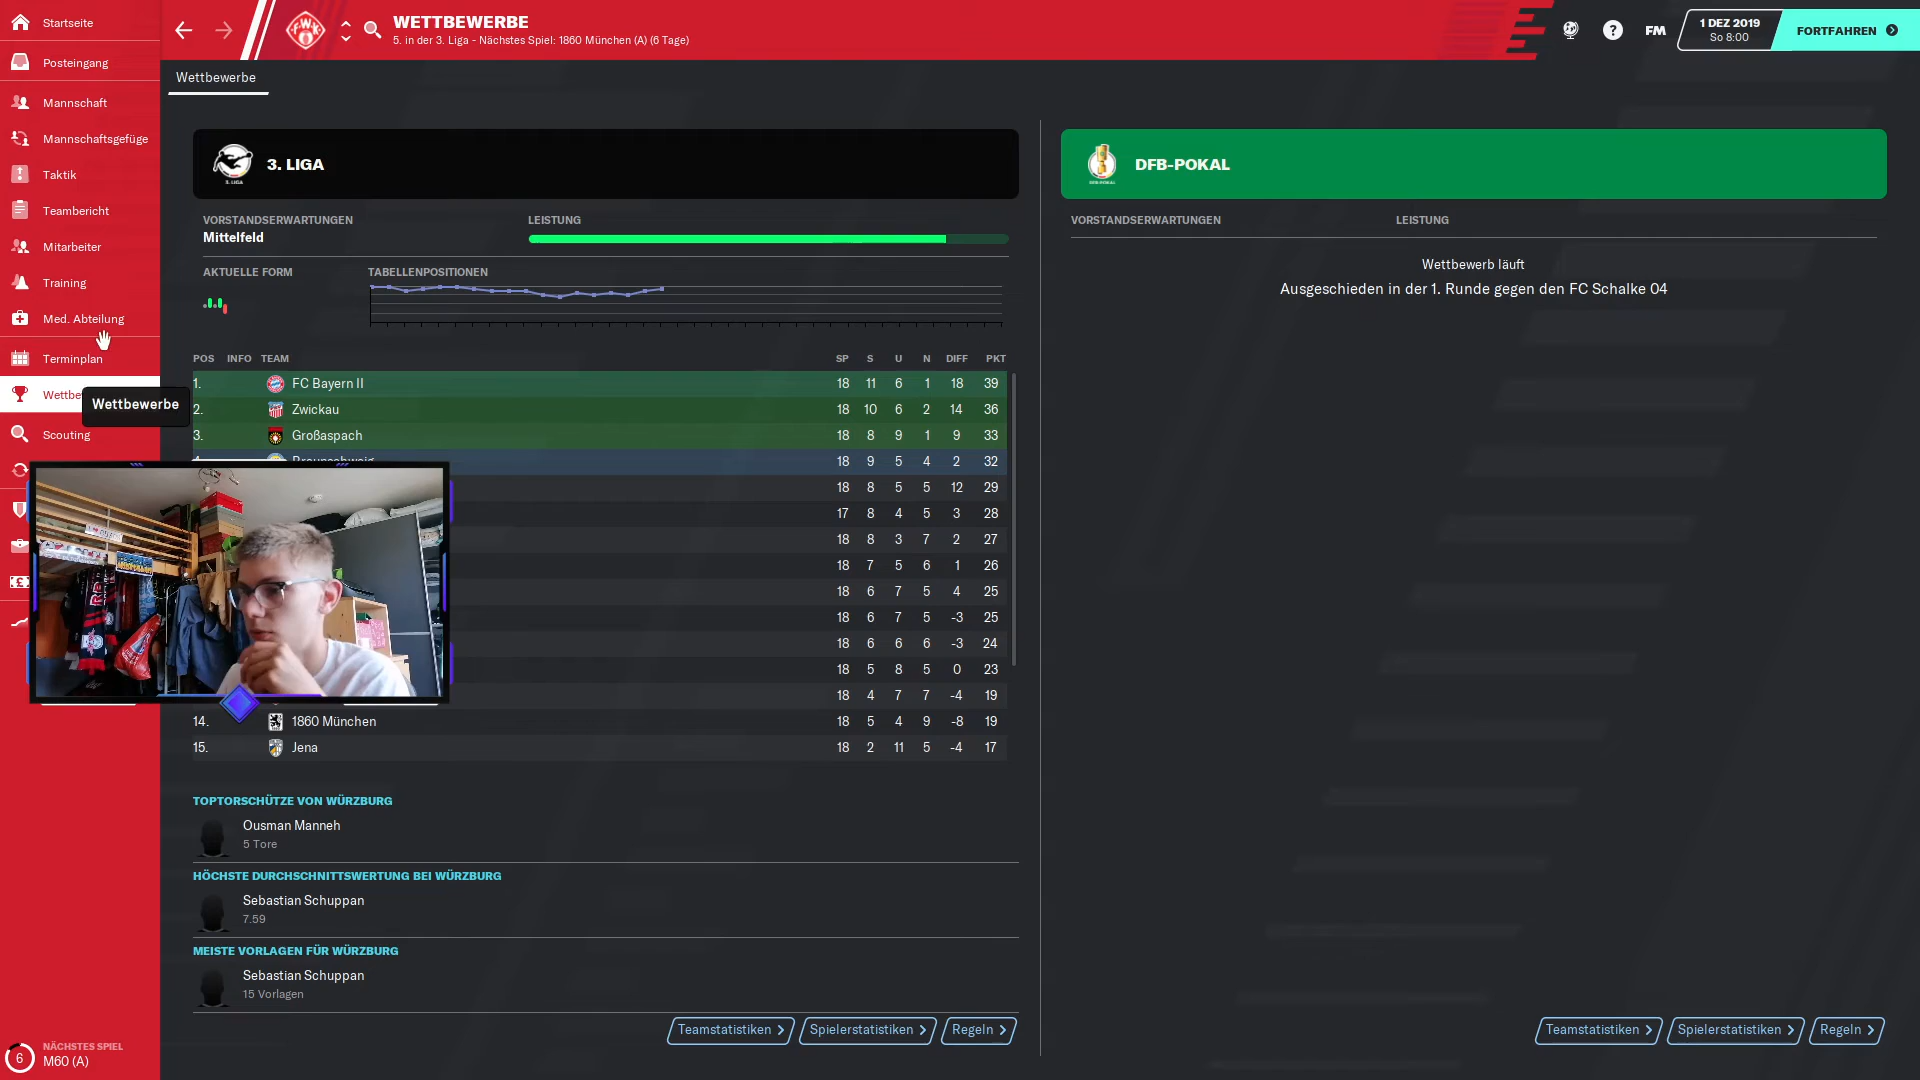 Startseite
WETTBEWERBE
5. in der 3. Liga - Nächstes Spiel: 1860 München (A) (6 Tage)
FM
1 DEZ 2019
So 8:00
FORTFAHREN
Posteingang
Mannschaft
Mannschaftsgefüge
Taktik
Teambericht
Mitarbeiter
Training
Med. Abteilung
Terminplan
Wettbewerbe
Scouting
Wettbewerbe
3. LIGA
VORSTANDSERWARTUNGEN
Mittelfeld
LEISTUNG
AKTUELLE FORM
TABELLENPOSITIONEN
POS INFO TEAM SP S U N DIFF PKT
1. FC Bayern II 18 11 6 1 18 39
2. Zwickau 18 10 6 2 14 36
3. Großaspach 18 8 9 1 9 33
4. Braunschweig 18 9 5 4 2 32
18 8 5 5 12 29
17 8 4 5 3 28
18 8 3 7 2 27
18 7 5 6 1 26
18 6 7 5 4 25
18 6 7 5 -3 25
18 6 6 6 -3 24
18 5 8 5 0 23
18 4 7 7 -4 19
14. 1860 München 18 5 4 9 -8 19
15. Jena 18 2 11 5 -4 17
TOPTORSCHÜTZE VON WÜRZBURG
Ousman Manneh
5 Tore
HÖCHSTE DURCHSCHNITTSWERTUNG BEI WÜRZBURG
Sebastian Schuppan
7.59
MEISTE VORLAGEN FÜR WÜRZBURG
Sebastian Schuppan
15 Vorlagen
Teamstatistiken
Spielerstatistiken
Regeln
DFB-POKAL
VORSTANDSERWARTUNGEN
LEISTUNG
Wettbewerb läuft
Ausgeschieden in der 1. Runde gegen den FC Schalke 04
Teamstatistiken
Spielerstatistiken
Regeln
6
NÄCHSTES SPIEL
M60 (A)